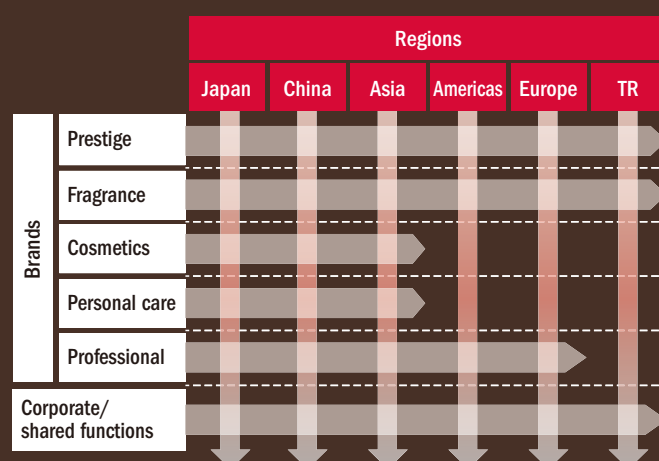 Regions
Japan
China
Asia
Americas
Europe
TR
Brands
Prestige
Fragrance
Cosmetics
Personal care
Professional
Corporate/
shared functions